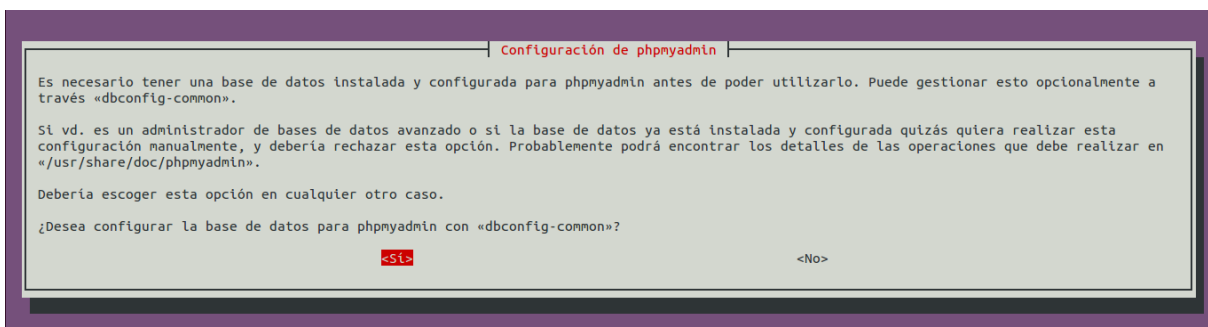 Configuración de phpmyadmin
Es necesario tener una base de datos instalada y configurada para phpmyadmin antes de poder utilizarlo. Puede gestionar esto opcionalmente a
través «dbconfig-common».
Si vd. es un administrador de bases de datos avanzado o si la base de datos ya está instalada y configurada quizás quiera realizar esta
configuración manualmente, y debería rechazar esta opción. Probablemente podrá encontrar los detalles de las operaciones que debe realizar en
«/usr/share/doc/phpmyadmin».
Debería escoger esta opción en cualquier otro caso.
¿Desea configurar la base de datos para phpmyadmin con «dbconfig-common»?
<Sí> <No>